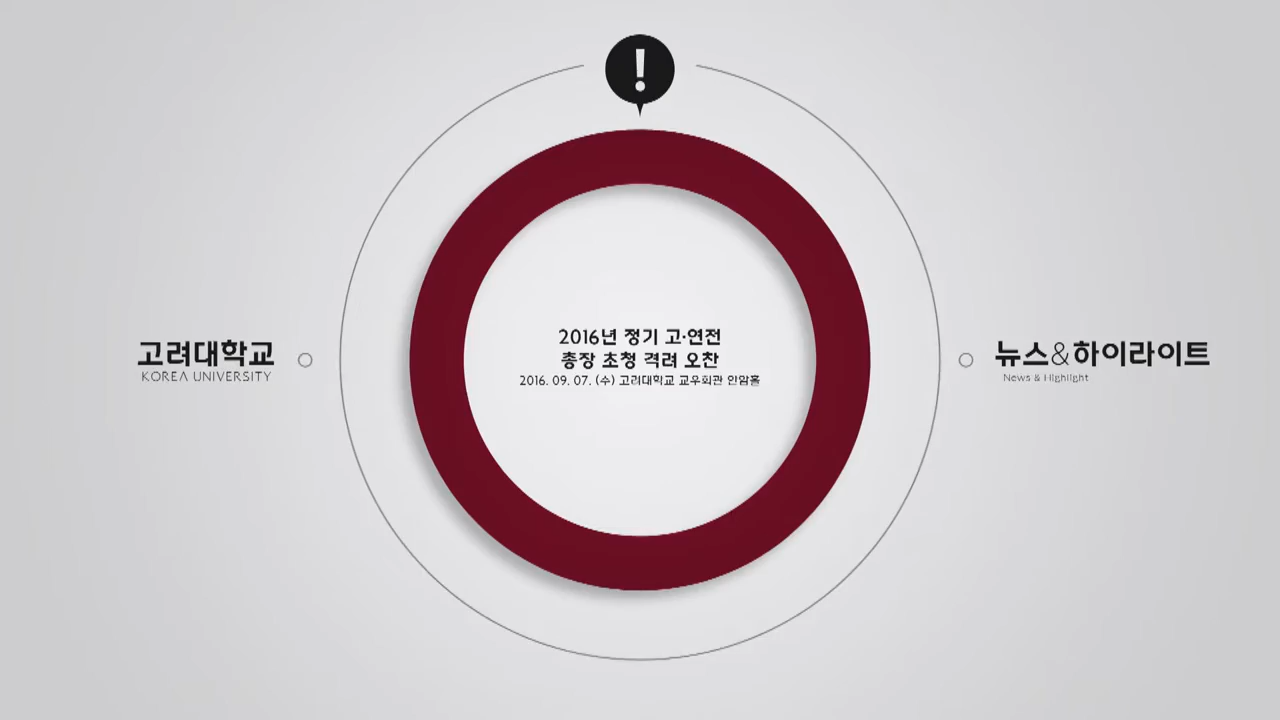 !
고려대학교
KOREA UNIVERSITY
2016년 정기 고·연전
총장 초청 격려 오찬
2016. 09. 07. (수) 고려대학교 교우회관 안암홀
뉴스&하이라이트
News & Highlight